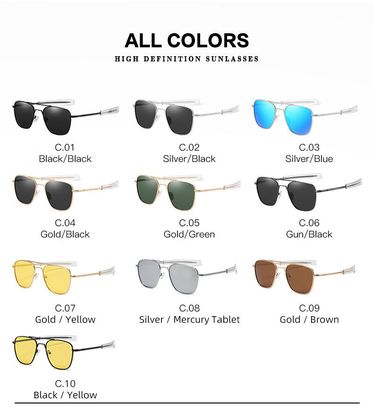 ALL COLORS
HIGH DEFINITION SUNLASSES
C.01
Black/Black
C.02
Silver/Black
C.03
Silver/Blue
C.04
Gold/Black
C.05
Gold/Green
C.06
Gun/Black
C.07
Gold / Yellow
C.08
Silver / Mercury Tablet
C.09
Gold / Brown
C.10
Black / Yellow